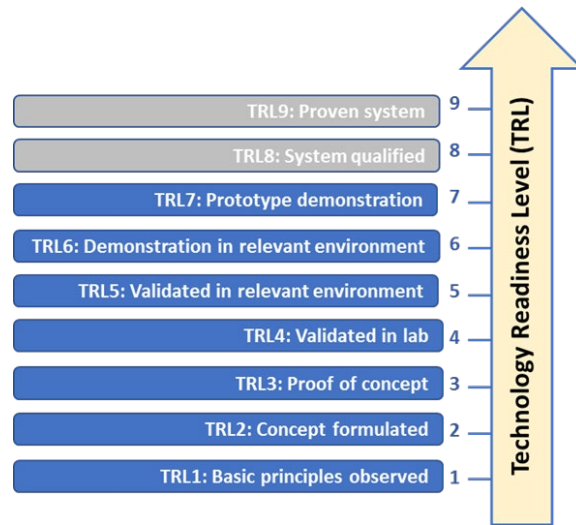 TRL9: Proven system 9
TRL8: System qualified 8
TRL7: Prototype demonstration 7
TRL6: Demonstration in relevant environment 6
TRL5: Validated in relevant environment 5
TRL4: Validated in lab 4
TRL3: Proof of concept 3
TRL2: Concept formulated 2
TRL1: Basic principles observed 1
Technology Readiness Level (TRL)